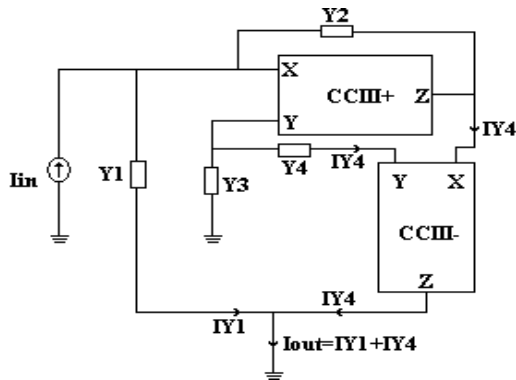 Y2
X
CCIII+
Z
Y
IY4
Iin
Y1
Y3
Y4
IY4
Y
X
CCIII-
Z
IY1
IY4
Iout=IY1+IY4